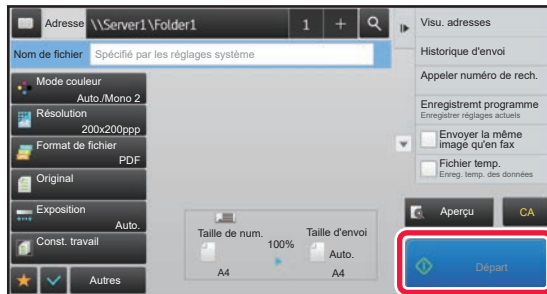 Adresse \\Server1\Folder1 1 +
Nom de fichier Spécifié par les réglages système
Mode couleur
Auto./Mono 2
Résolution
200x200ppp
Format de fichier
PDF
Original
Exposition
Auto.
Const. travail
Autres
Taille de num.
100%
Taille d'envoi
Auto.
A4
A4
Visu. adresses
Historique d'envoi
Appeler numéro de rech.
Enregistremt programme
Enregistrer réglages actuels
Envoyer la même
image qu'en fax
Fichier temp.
Enreg. temp. des données
Aperçu
CA
Départ